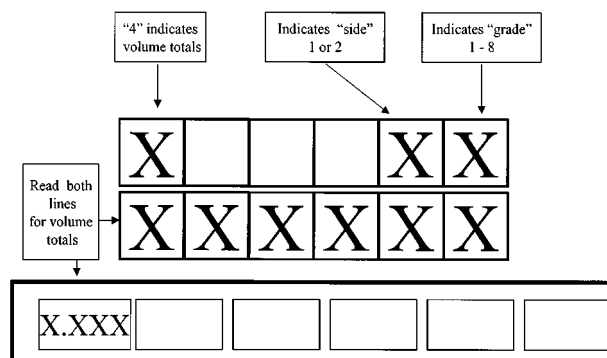 “4” indicates
volume totals
Indicates “side”
1 or 2
Indicates “grade”
1 - 8
X X X
Read both
lines
for volume
totals
X X X X X X
X.XXX